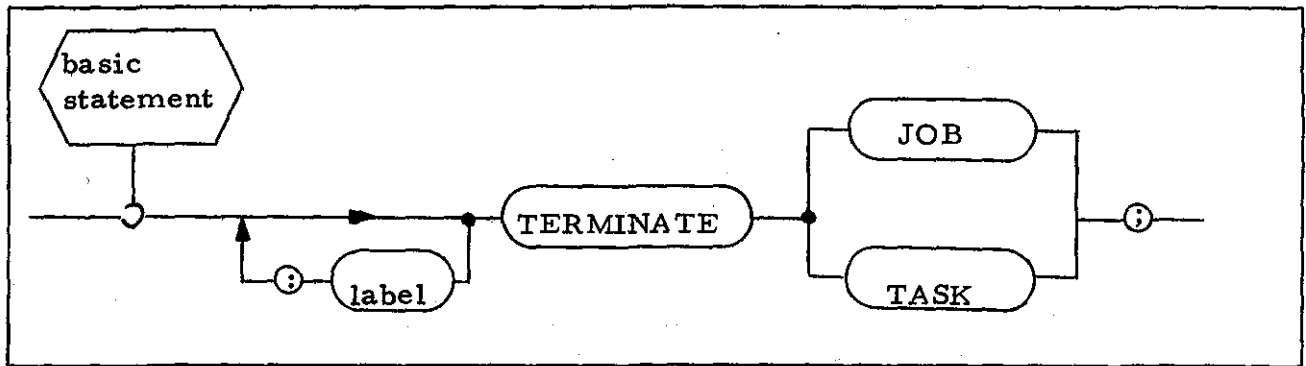 basic
statement
JOB
TERMINATE
;
:
label
TASK